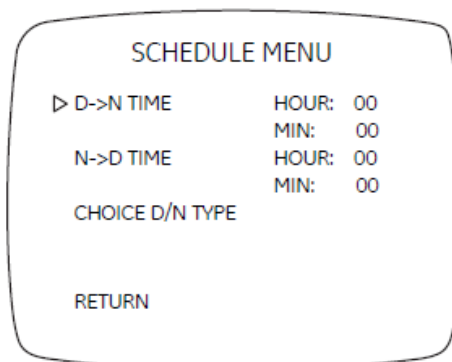 SCHEDULE MENU
D->N TIME HOUR: 00
MIN: 00
N->D TIME HOUR: 00
MIN: 00
CHOICE D/N TYPE
RETURN